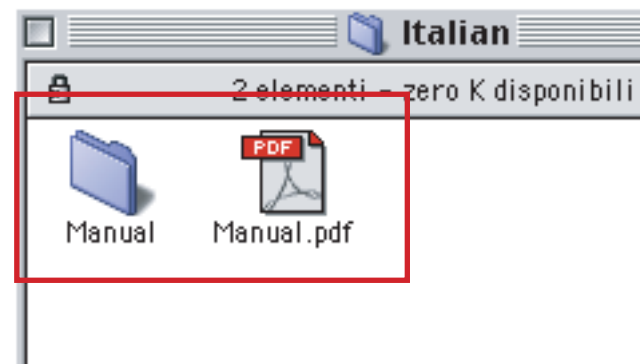 Italian
2 elementi - zero K disponibili
PDF
Manual
Manual.pdf